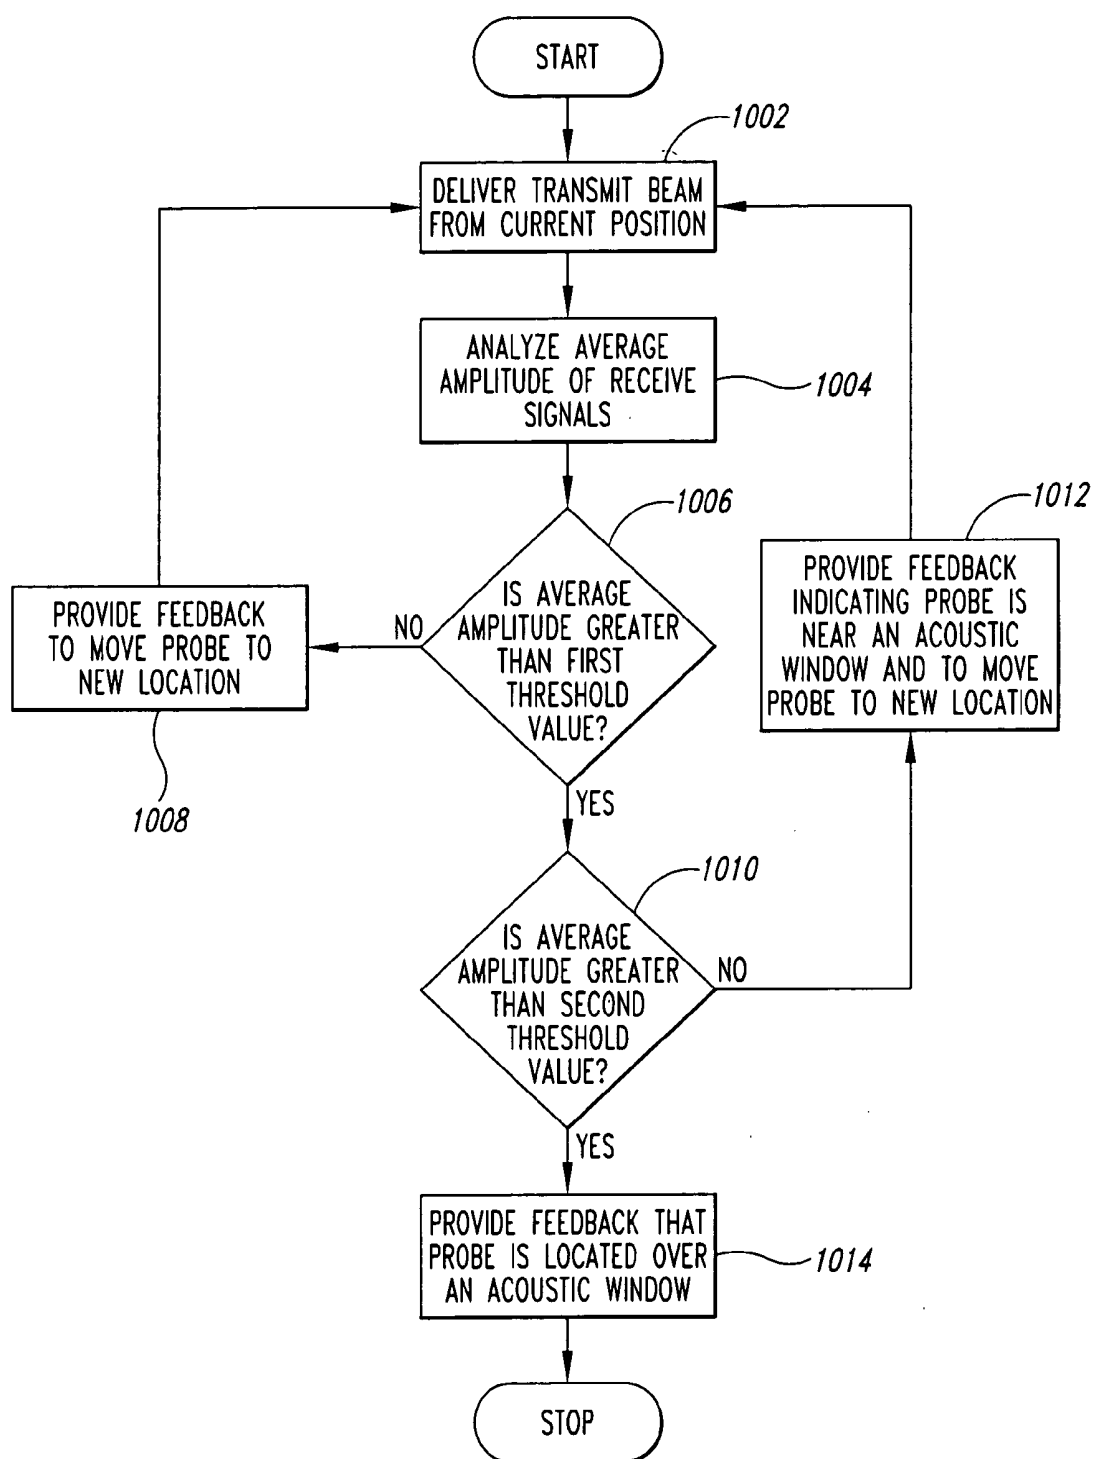 START
1002
DELIVER TRANSMIT BEAM
FROM CURRENT POSITION
ANALYZE AVERAGE
AMPLITUDE OF RECEIVE
SIGNALS
1004
1006
IS AVERAGE
AMPLITUDE GREATER
THAN FIRST
THRESHOLD
VALUE?
NO
PROVIDE FEEDBACK
TO MOVE PROBE TO
NEW LOCATION
1008
1012
PROVIDE FEEDBACK
INDICATING PROBE IS
NEAR AN ACOUSTIC
WINDOW AND TO MOVE
PROBE TO NEW LOCATION
YES
1010
IS AVERAGE
AMPLITUDE GREATER
THAN SECOND
THRESHOLD
VALUE?
NO
YES
PROVIDE FEEDBACK THAT
PROBE IS LOCATED OVER
AN ACOUSTIC WINDOW
1014
STOP